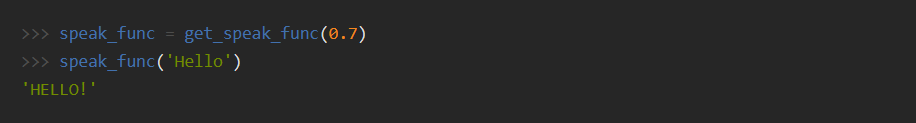 >>> speak_func = get_speak_func(0.7)
>>> speak_func('Hello')
'HELLO!'